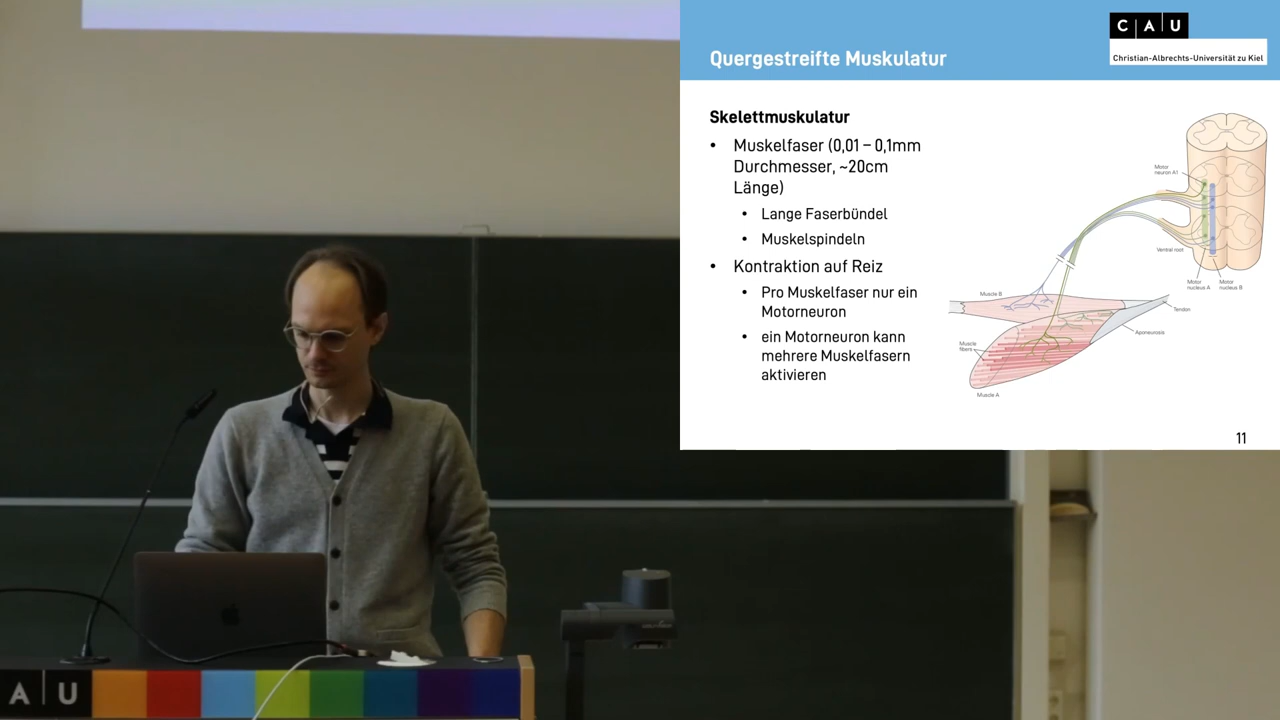 Quergestreifte Muskulatur
C A U
Christian-Albrechts-Universität zu Kiel
Skelettmuskulatur
• Muskelfaser (0,01 – 0,1mm
Durchmesser, ~20cm
Länge)
• Lange Faserbündel
• Muskelspindeln
• Kontraktion auf Reiz
• Pro Muskelfaser nur ein
Motorneuron
• ein Motorneuron kann
mehrere Muskelfasern
aktivieren
Motor
neuron A1
Ventral root
Motor
nucleus A
Motor
nucleus B
Muscle B
Tendon
Aponeurosis
Muscle
fibers
Muscle A
11
A U